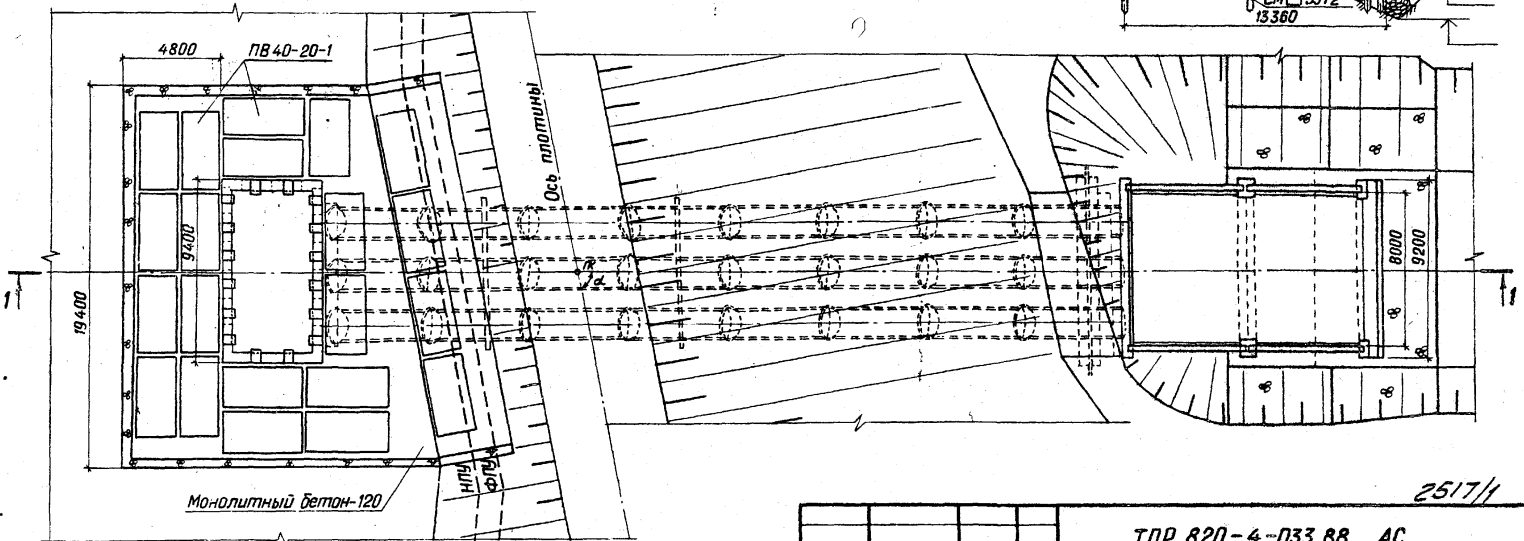 13360
4800
ПВ 40-20-1
Ось плотины
9400
19400
α
8000
9200
1
1
НПУ
ФПУ
Монолитный бетон-120
2517/1
ТПР 820-4-033.88 АС